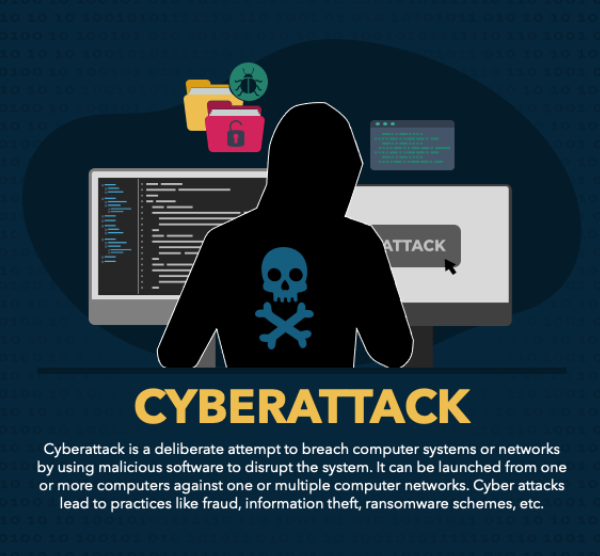 ATTACK
CYBERATTACK
Cyberattack is a deliberate attempt to breach computer systems or networks
by using malicious software to disrupt the system. It can be launched from one
or more computers against one or multiple computer networks. Cyber attacks
lead to practices like fraud, information theft, ransomware schemes, etc.